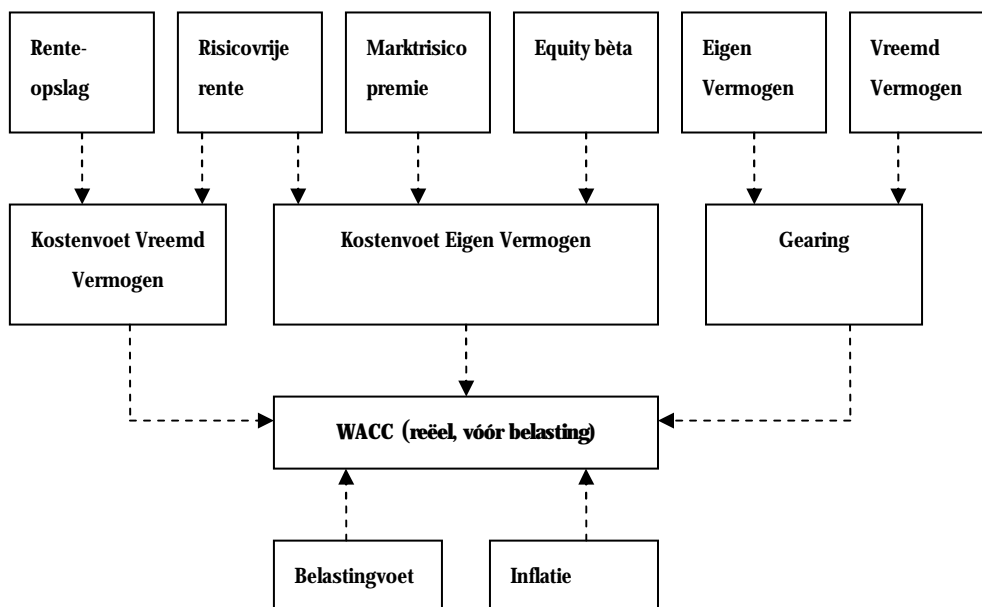 Rente-
opslag
Risicovrije
rente
Marktrisico
premie
Equity bèta
Eigen
Vermogen
Vreemd
Vermogen
Kostenvoet Vreemd
Vermogen
Kostenvoet Eigen Vermogen
Gearing
WACC (reëel, vóór belasting)
Belastingvoet
Inflatie